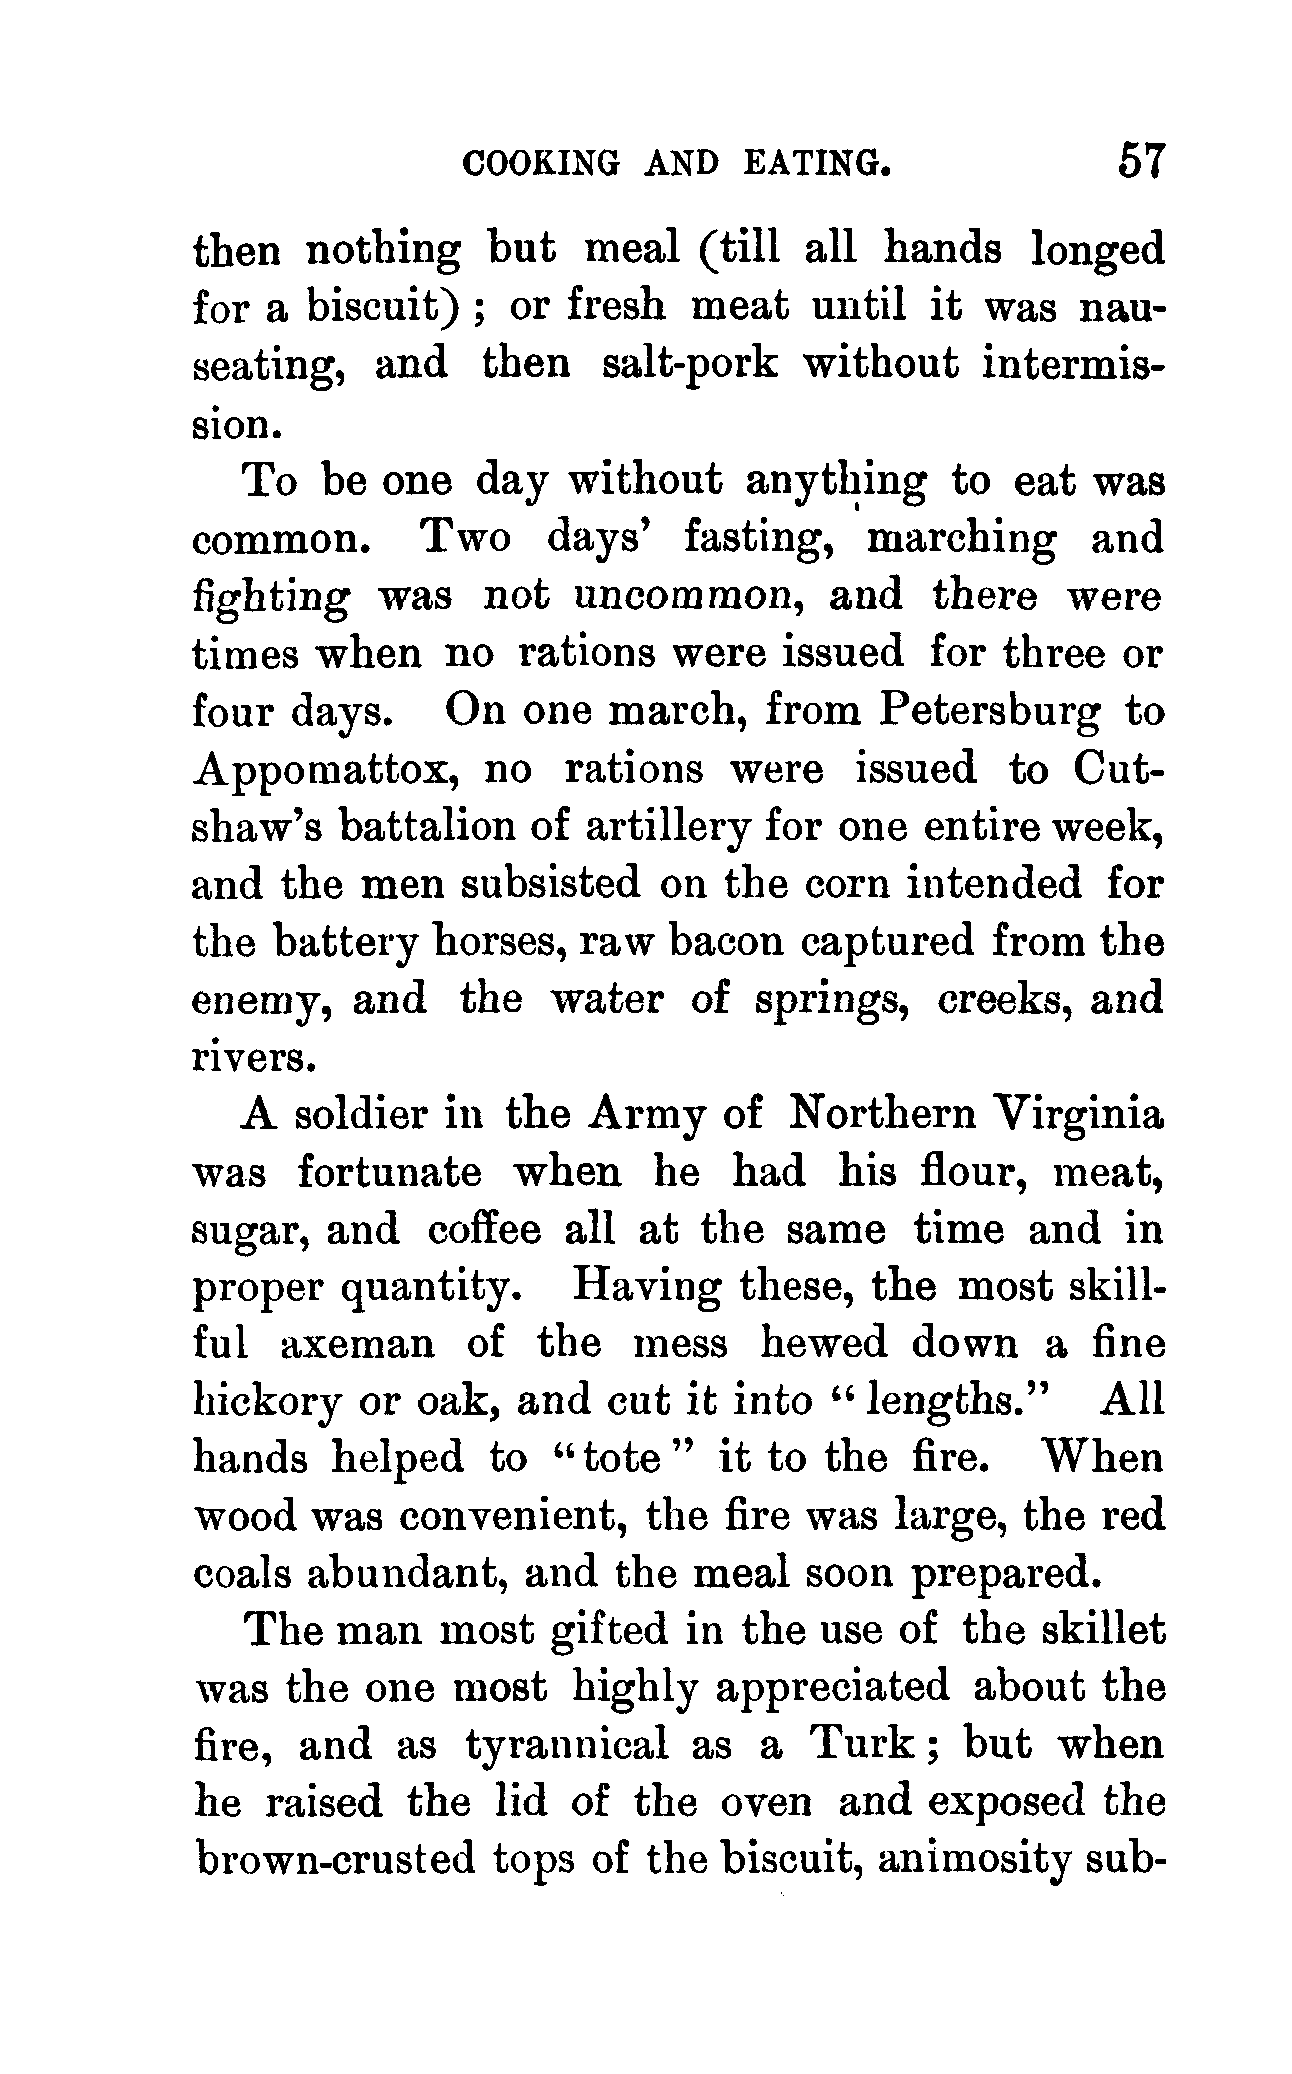 COOKING AND EATING. 57
then nothing but meal (till all hands longed
for a biscuit) ; or fresh meat until it was nau-
seating, and then salt-pork without intermis-
sion.
To be one day without anything to eat was
common. Two days' fasting, marching and
fighting was not uncommon, and there were
times when no rations were issued for three or
four days. On one march, from Petersburg to
Appomattox, no rations were issued to Cut-
shaw's battalion of artillery for one entire week,
and the men subsisted on the corn intended for
the battery horses, raw bacon captured from the
enemy, and the water of springs, creeks, and
rivers.
A soldier in the Army of Northern Virginia
was fortunate when he had his flour, meat,
sugar, and coffee all at the same time and in
proper quantity. Having these, the most skill-
ful axeman of the mess hewed down a fine
hickory or oak, and cut it into " lengths." All
hands helped to " tote " it to the fire. When
wood was convenient, the fire was large, the red
coals abundant, and the meal soon prepared.
The man most gifted in the use of the skillet
was the one most highly appreciated about the
fire, and as tyrannical as a Turk ; but when
he raised the lid of the oven and exposed the
brown-crusted tops of the biscuit, animosity sub-